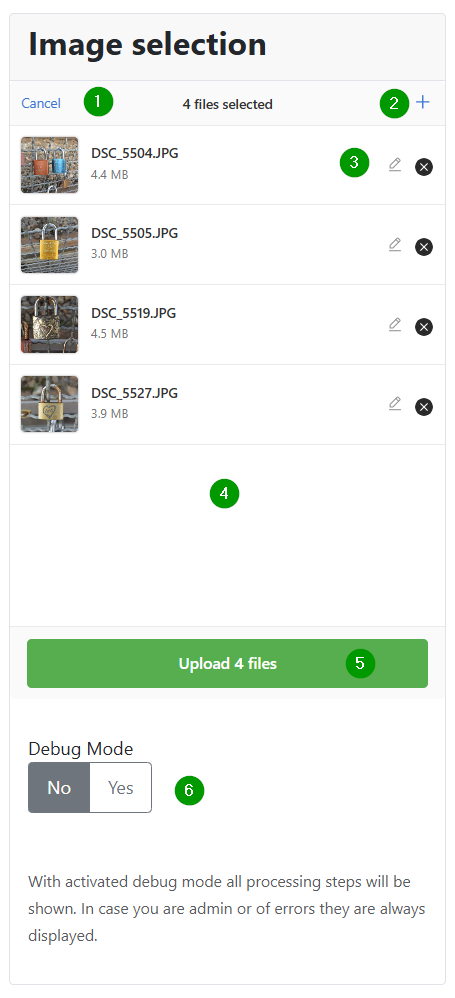 Image selection
Cancel 1 4 files selected 2 +
DSC_5504.JPG 3
4.4 MB
DSC_5505.JPG
3.0 MB
DSC_5519.JPG
4.5 MB
DSC_5527.JPG
3.9 MB
4
Upload 4 files 5
Debug Mode
No Yes 6
With activated debug mode all processing steps will be
shown. In case you are admin or of errors they are always
displayed.